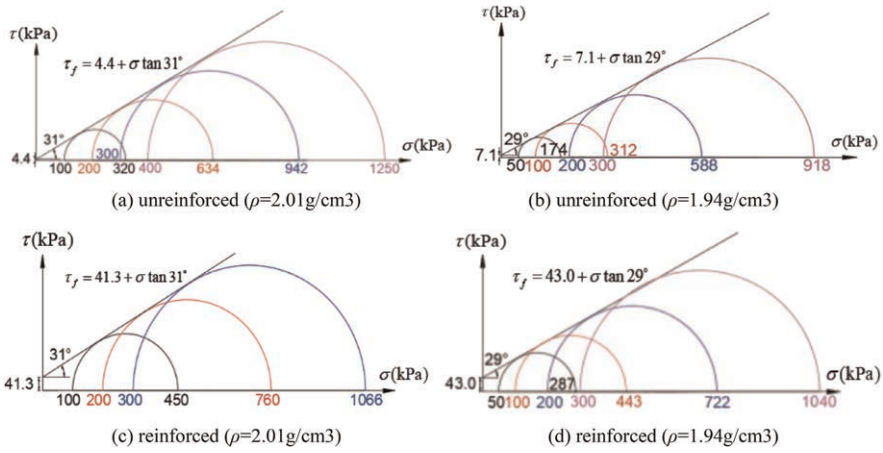 τ(kPa)
τ_f = 4.4 + σ tan 31°
31°
4.4
σ(kPa)
100 200 300 320 400 634 942 1250
(a) unreinforced (ρ=2.01g/cm3)
τ(kPa)
τ_f = 7.1 + σ tan 29°
29°
174 312
7.1
σ(kPa)
50 100 200 300 588 918
(b) unreinforced (ρ=1.94g/cm3)
τ(kPa)
τ_f = 41.3 + σ tan 31°
31°
41.3
σ(kPa)
100 200 300 450 760 1066
(c) reinforced (ρ=2.01g/cm3)
τ(kPa)
τ_f = 43.0 + σ tan 29°
29°
43.0
287
σ(kPa)
50 100 200 300 443 722 1040
(d) reinforced (ρ=1.94g/cm3)